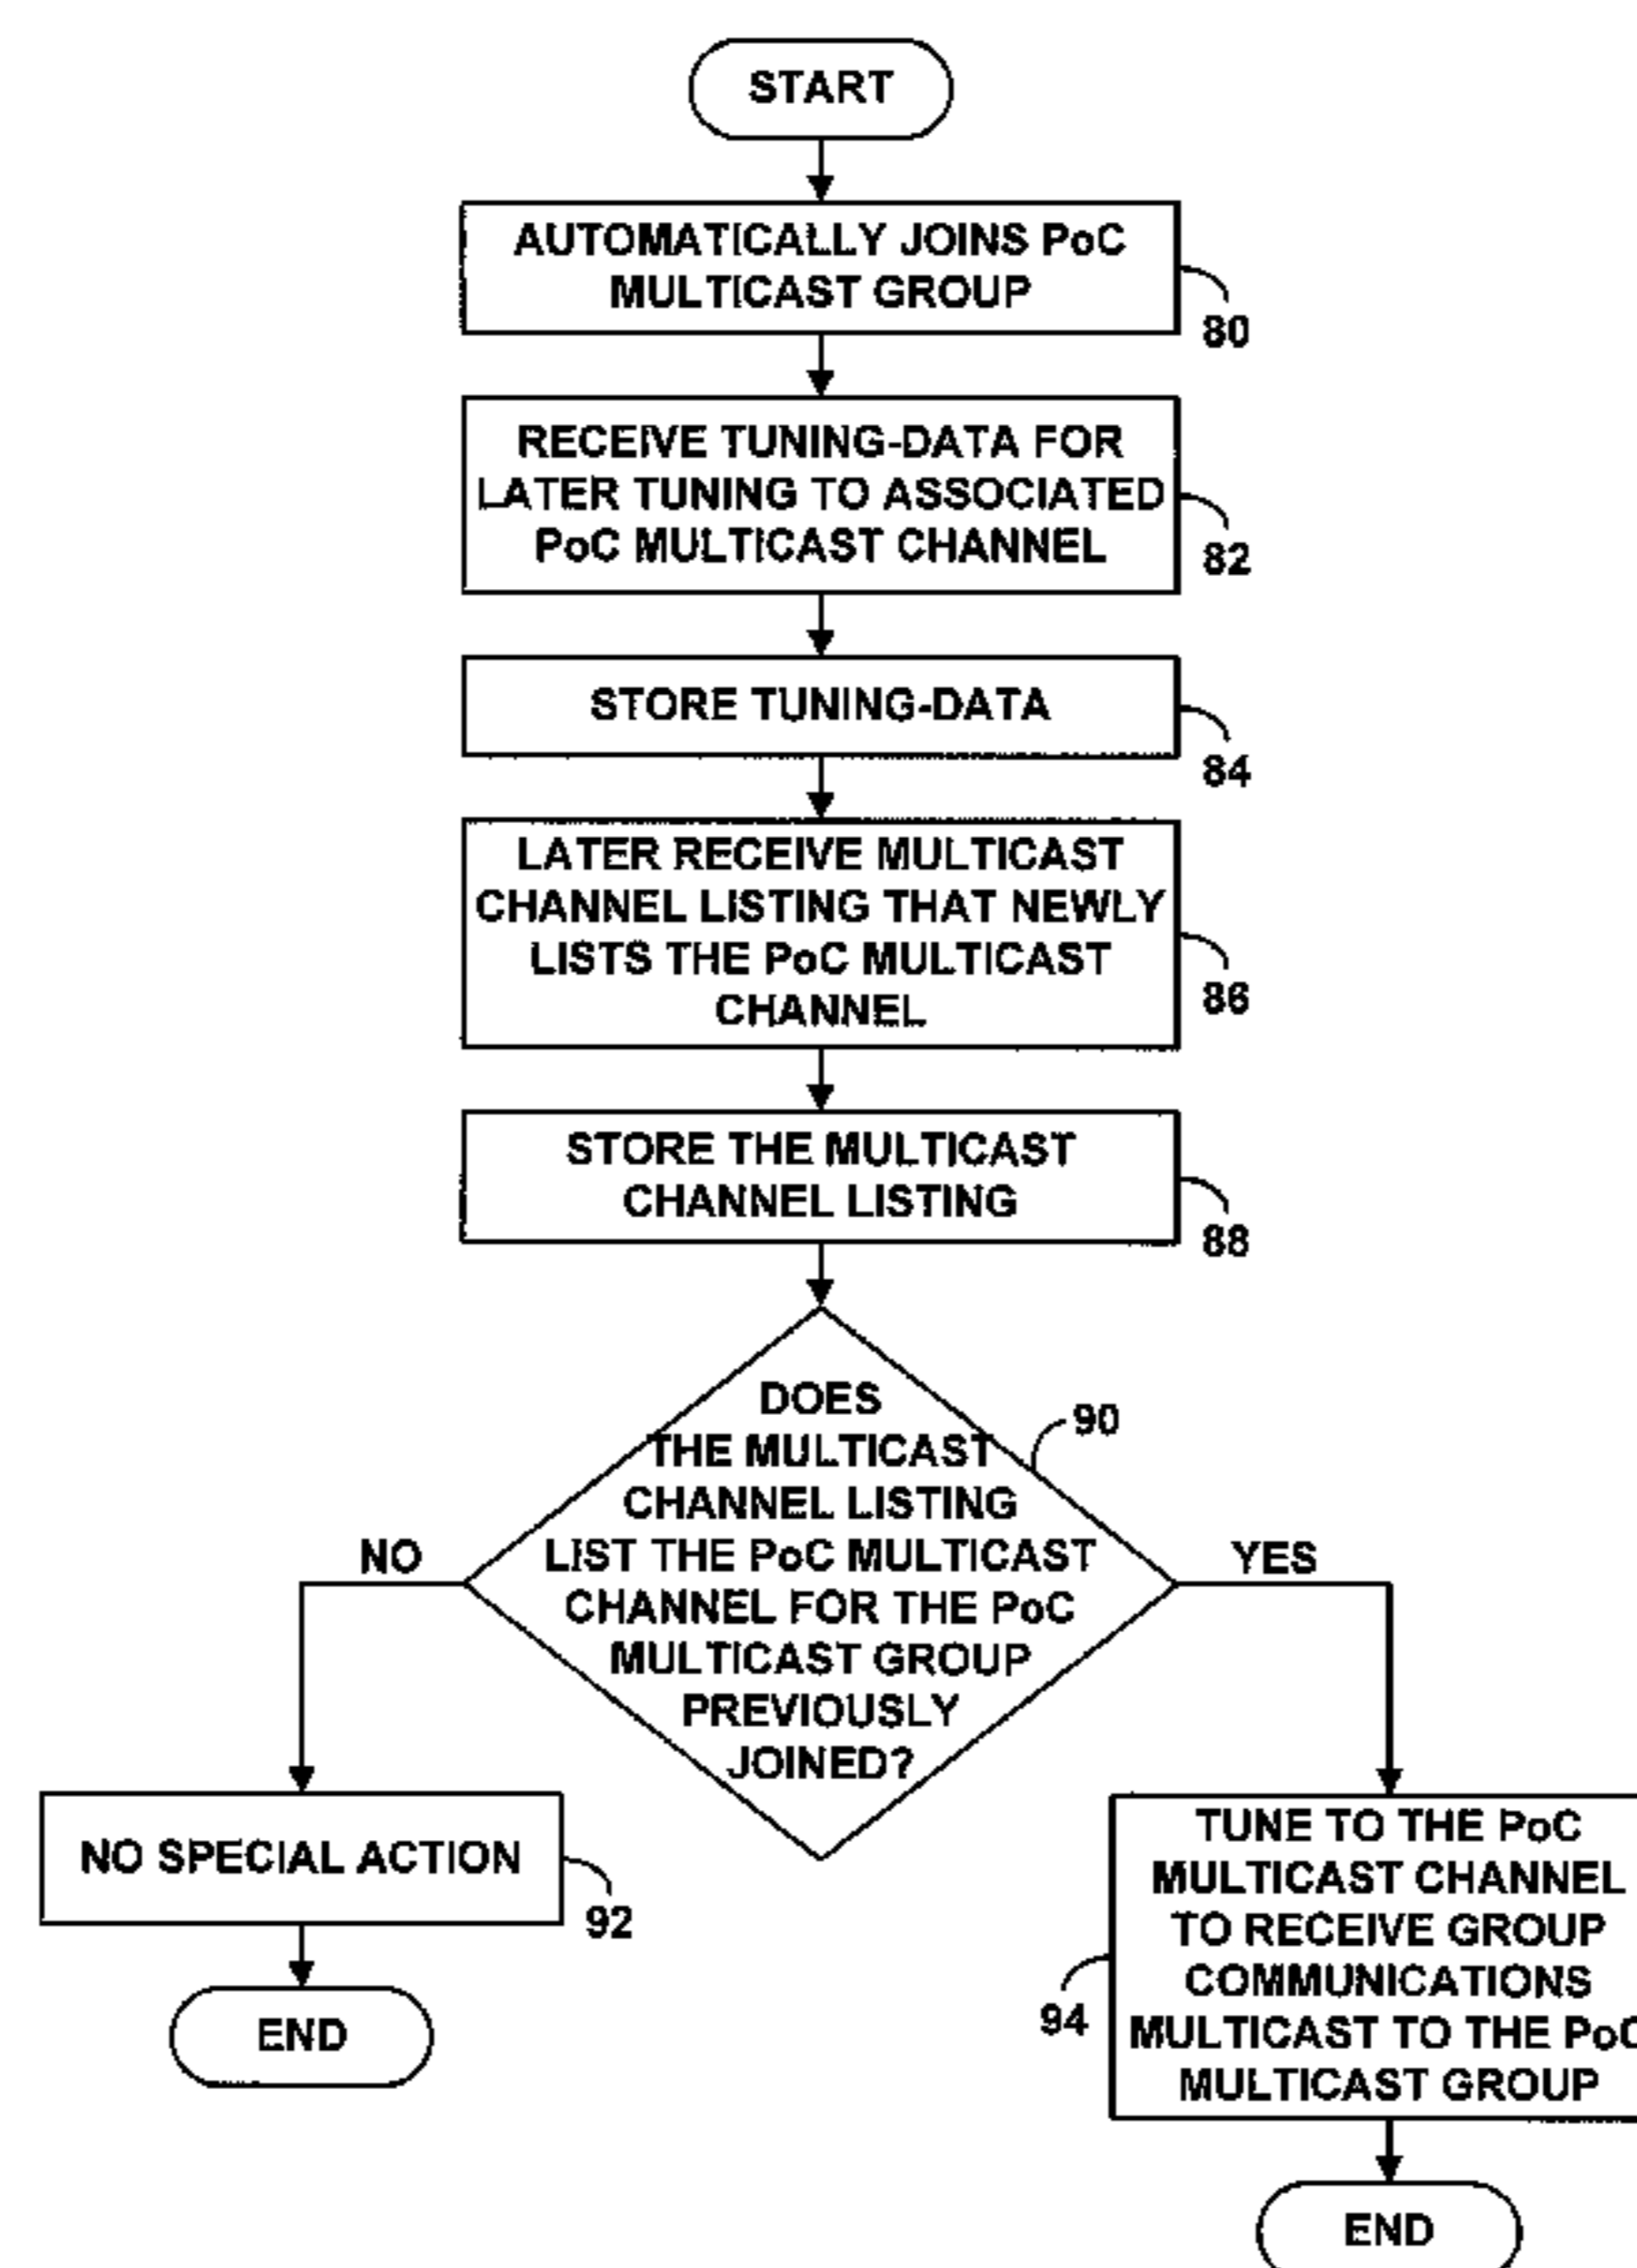 START
AUTOMATICALLY JOINS PoC
MULTICAST GROUP
80
RECEIVE TUNING-DATA FOR
LATER TUNING TO ASSOCIATED
PoC MULTICAST CHANNEL
82
STORE TUNING-DATA
84
LATER RECEIVE MULTICAST
CHANNEL LISTING THAT NEWLY
LISTS THE PoC MULTICAST
CHANNEL
86
STORE THE MULTICAST
CHANNEL LISTING
88
DOES
THE MULTICAST
CHANNEL LISTING
LIST THE PoC MULTICAST
CHANNEL FOR THE PoC
MULTICAST GROUP
PREVIOUSLY
JOINED?
90
NO
YES
NO SPECIAL ACTION
92
END
TUNE TO THE PoC
MULTICAST CHANNEL
TO RECEIVE GROUP
COMMUNICATIONS
MULTICAST TO THE PoC
MULTICAST GROUP
94
END